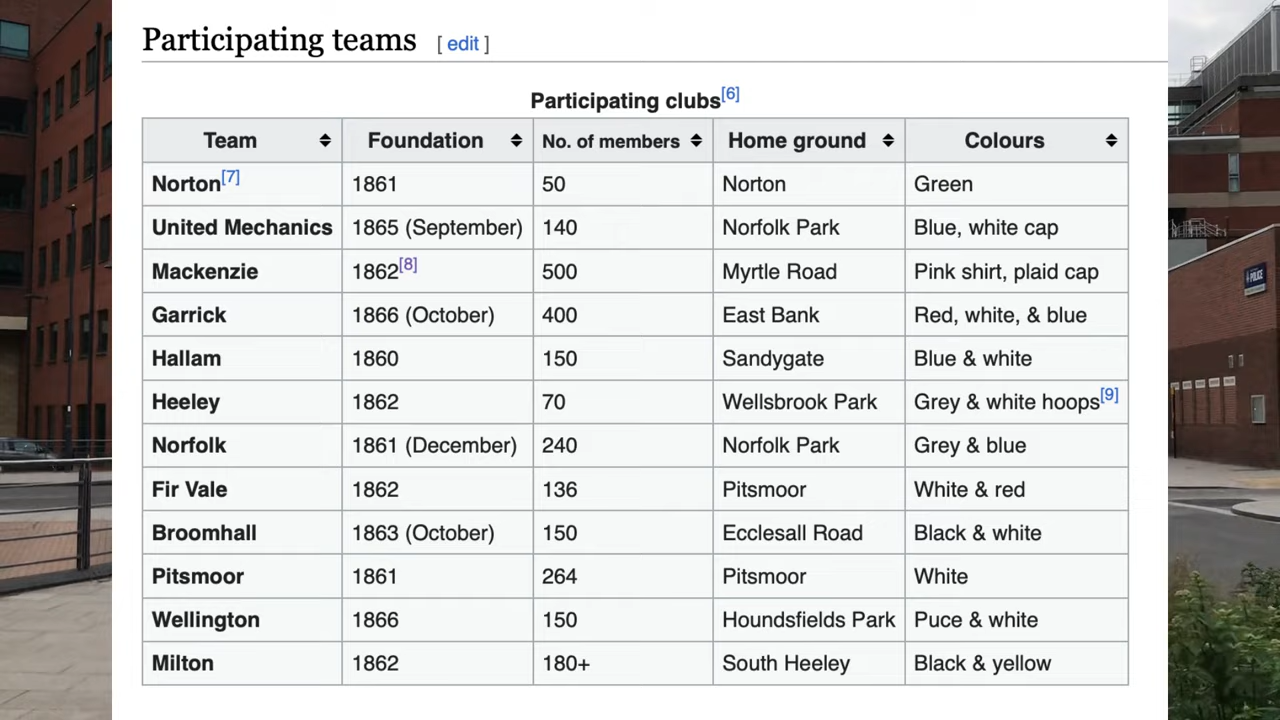 Participating teams [ edit ]
Participating clubs[6]
Team Foundation No. of members Home ground Colours
Norton[7] 1861 50 Norton Green
United Mechanics 1865 (September) 140 Norfolk Park Blue, white cap
Mackenzie 1862[8] 500 Myrtle Road Pink shirt, plaid cap
Garrick 1866 (October) 400 East Bank Red, white, & blue
Hallam 1860 150 Sandygate Blue & white
Heeley 1862 70 Wellsbrook Park Grey & white hoops[9]
Norfolk 1861 (December) 240 Norfolk Park Grey & blue
Fir Vale 1862 136 Pitsmoor White & red
Broomhall 1863 (October) 150 Ecclesall Road Black & white
Pitsmoor 1861 264 Pitsmoor White
Wellington 1866 150 Houndsfields Park Puce & white
Milton 1862 180+ South Heeley Black & yellow
POLICE